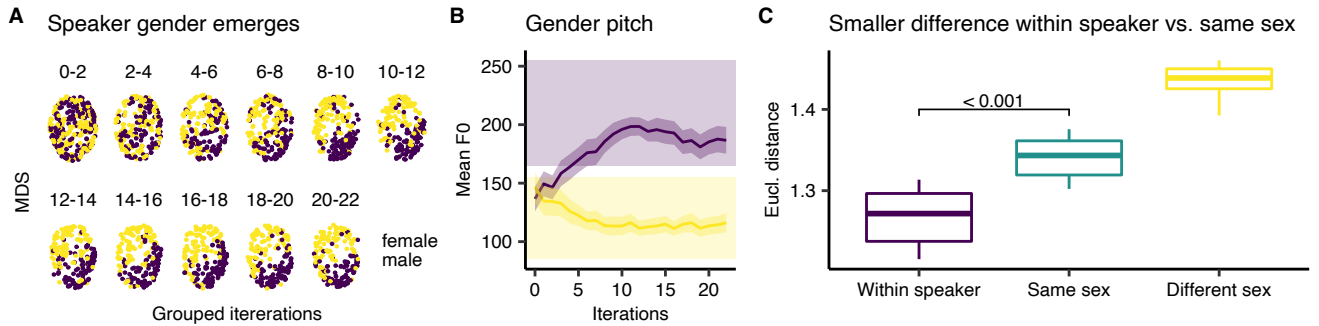 A Speaker gender emerges
0-2 2-4 4-6 6-8 8-10 10-12
12-14 14-16 16-18 18-20 20-22
female
male
MDS
Grouped itererations
B Gender pitch
250
200
150
100
Mean F0
0 5 10 15 20
Iterations
C Smaller difference within speaker vs. same sex
1.4
1.3
Eucl. distance
< 0.001
Within speaker Same sex Different sex